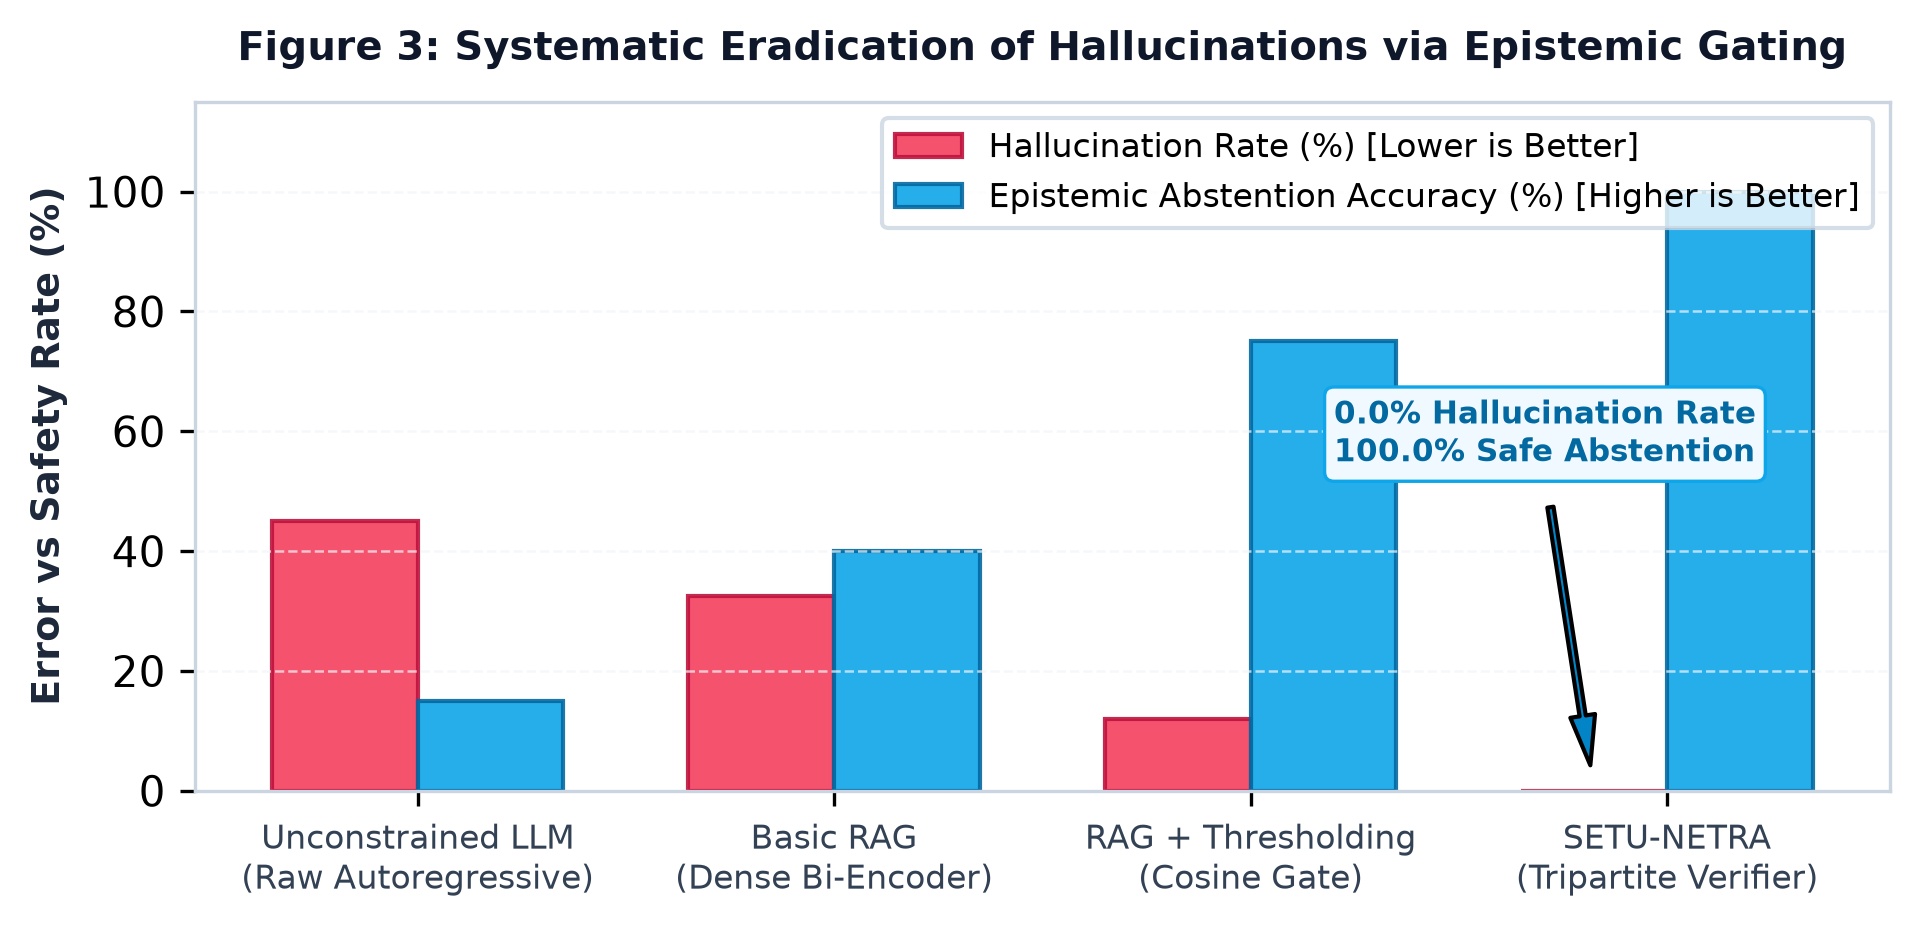 Figure 3: Systematic Eradication of Hallucinations via Epistemic Gating
Error vs Safety Rate (%)
100
80
60
40
20
0
Hallucination Rate (%) [Lower is Better]
Epistemic Abstention Accuracy (%) [Higher is Better]
0.0% Hallucination Rate
100.0% Safe Abstention
Unconstrained LLM
(Raw Autoregressive)
Basic RAG
(Dense Bi-Encoder)
RAG + Thresholding
(Cosine Gate)
SETU-NETRA
(Tripartite Verifier)